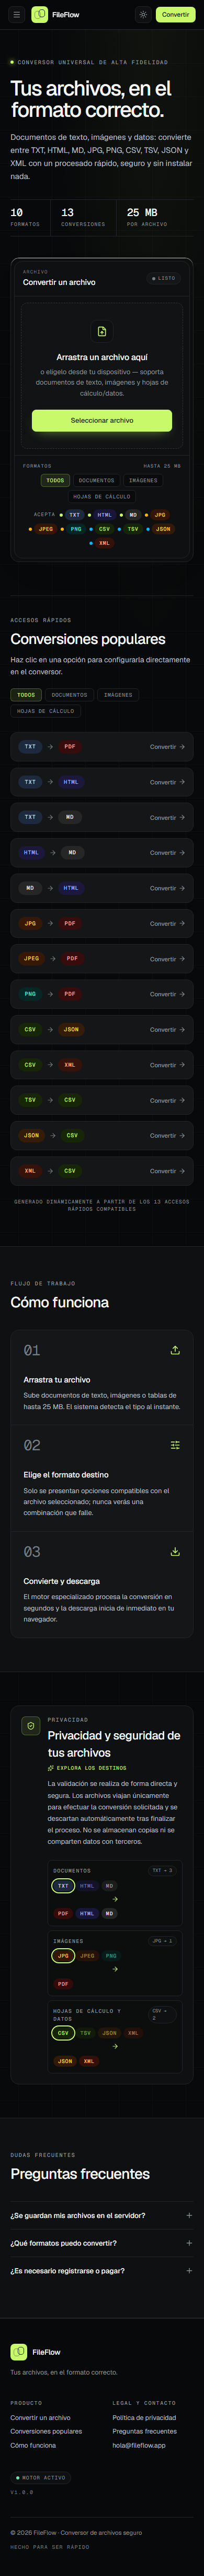 FileFlow
Convertir
CONVERSOR UNIVERSAL DE ALTA FIDELIDAD
Tus archivos, en el
formato correcto.
Documentos de texto, imágenes y datos: convierte
entre TXT, HTML, MD, JPG, PNG, CSV, TSV, JSON y
XML con un procesado rápido, seguro y sin instalar
nada.
10
FORMATOS
13
CONVERSIONES
25 MB
POR ARCHIVO
ARCHIVO
Convertir un archivo
LISTO
Arrastra un archivo aquí
o elígelo desde tu dispositivo — soporta
documentos de texto, imágenes y hojas de
cálculo/datos.
Seleccionar archivo
FORMATOS
HASTA 25 MB
TODOS DOCUMENTOS IMÁGENES
HOJAS DE CÁLCULO
ACEPTA TXT HTML MD JPG
JPEG PNG CSV TSV JSON
XML
ACCESOS RÁPIDOS
Conversiones populares
Haz clic en una opción para configurarla directamente
en el conversor.
TODOS DOCUMENTOS IMÁGENES
HOJAS DE CÁLCULO
TXT → PDF Convertir →
TXT → HTML Convertir →
TXT → MD Convertir →
HTML → MD Convertir →
MD → HTML Convertir →
JPG → PDF Convertir →
JPEG → PDF Convertir →
PNG → PDF Convertir →
CSV → JSON Convertir →
CSV → XML Convertir →
TSV → CSV Convertir →
JSON → CSV Convertir →
XML → CSV Convertir →
GENERADO DINÁMICAMENTE A PARTIR DE LOS 13 ACCESOS
RÁPIDOS COMPATIBLES
FLUJO DE TRABAJO
Cómo funciona
01
Arrastra tu archivo
Sube documentos de texto, imágenes o tablas de
hasta 25 MB. El sistema detecta el tipo al instante.
02
Elige el formato destino
Solo se presentan opciones compatibles con el
archivo seleccionado; nunca verás una
combinación que falle.
03
Convierte y descarga
El motor especializado procesa la conversión en
segundos y la descarga inicia de inmediato en tu
navegador.
PRIVACIDAD
Privacidad y seguridad de
tus archivos
EXPLORA LOS DESTINOS
La validación se realiza de forma directa y
segura. Los archivos viajan únicamente
para efectuar la conversión solicitada y se
descartan automáticamente tras finalizar
el proceso. No se almacenan copias ni se
comparten datos con terceros.
DOCUMENTOS
TXT → 3
TXT HTML MD
→
PDF HTML MD
IMÁGENES
JPG → 1
JPG JPEG PNG
→
PDF
HOJAS DE CÁLCULO Y
DATOS
CSV →
2
CSV TSV JSON XML
→
JSON XML
DUDAS FRECUENTES
Preguntas frecuentes
¿Se guardan mis archivos en el servidor?
¿Qué formatos puedo convertir?
¿Es necesario registrarse o pagar?
FileFlow
Tus archivos, en el formato correcto.
PRODUCTO
Convertir un archivo
Conversiones populares
Cómo funciona
LEGAL Y CONTACTO
Política de privacidad
Preguntas frecuentes
hola@fileflow.app
MOTOR ACTIVO
V1.0.0
© 2026 FileFlow · Conversor de archivos seguro
HECHO PARA SER RÁPIDO